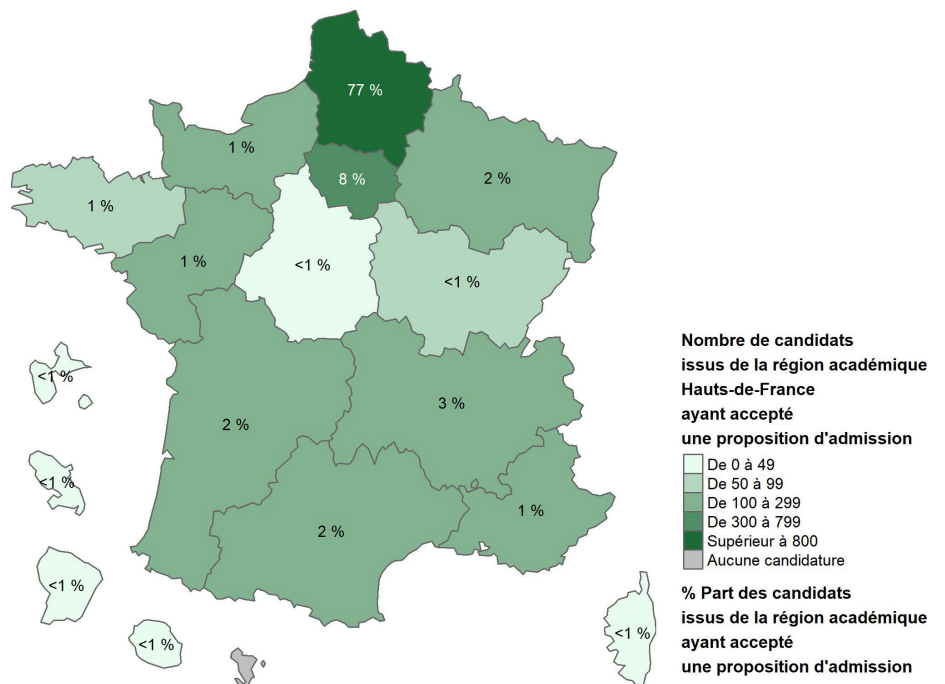 77 %
1 %
8 %
2 %
1 %
1 %
<1 %
<1 %
<1 %
3 %
2 %
<1 %
1 %
2 %
<1 %
<1 %
<1 %
Nombre de candidats
issus de la région académique
Hauts-de-France
ayant accepté
une proposition d'admission
De 0 à 49
De 50 à 99
De 100 à 299
De 300 à 799
Supérieur à 800
Aucune candidature
% Part des candidats
issus de la région académique
ayant accepté
une proposition d'admission